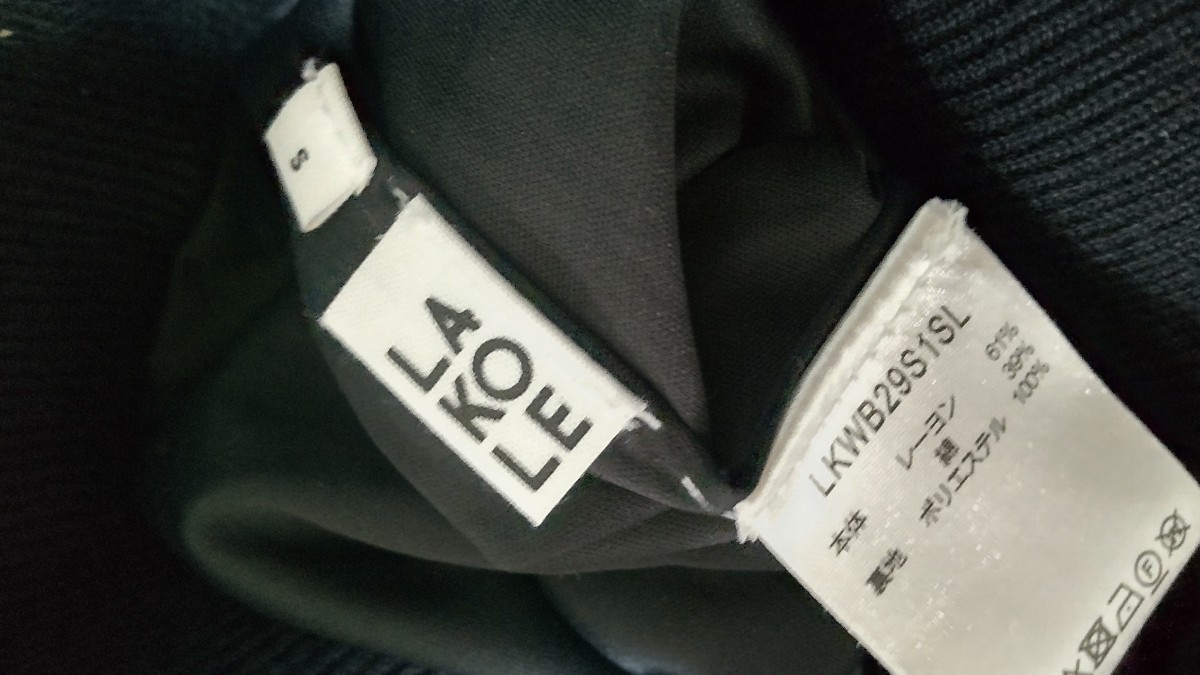 S
LA
KO
LE
LKWB29S1SL
本体 レーヨン 61%
綿 39%
裏地 ポリエステル 100%
F